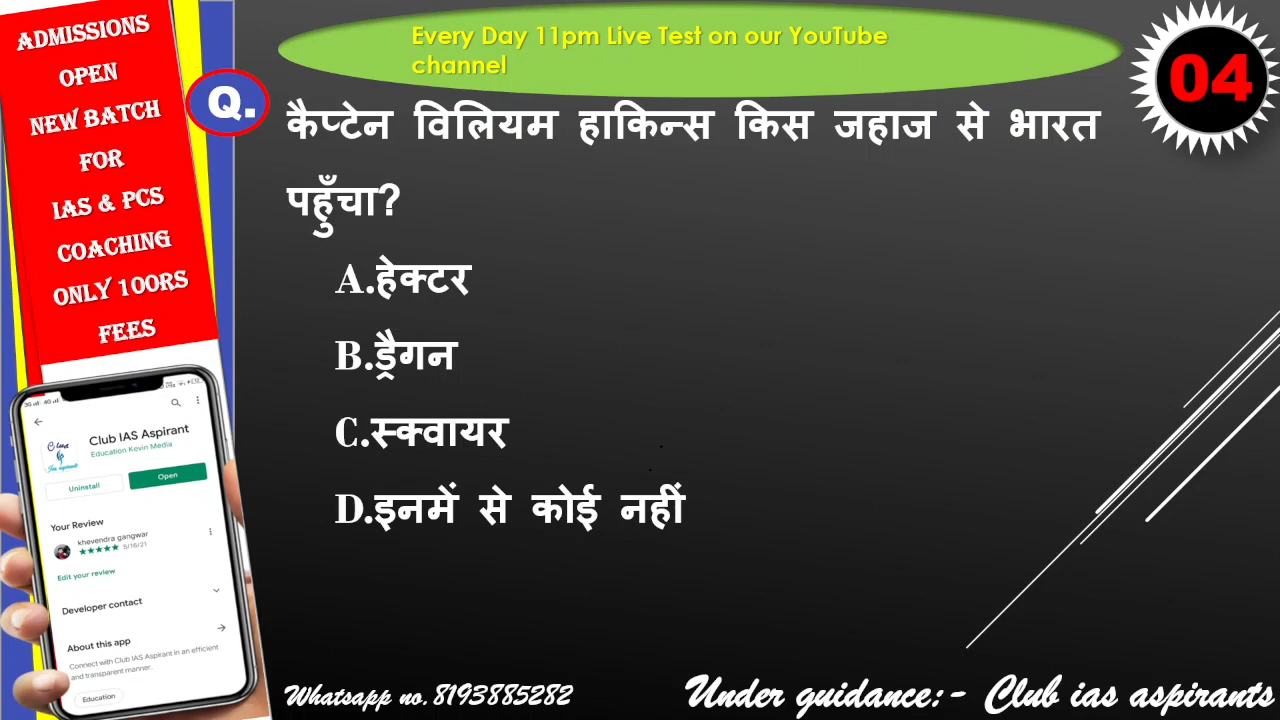 ADMISSIONS
OPEN
NEW BATCH
FOR
IAS & PCS
COACHING
ONLY 100RS
FEES
Every Day 11pm Live Test on our YouTube
channel
04
Q.
कैप्टेन विलियम हाकिन्स किस जहाज से भारत
पहुँचा?
A.हेक्टर
B.ड्रैगन
C.स्क्वायर
D.इनमें से कोई नहीं
Club IAS Aspirant
Education Kevin Media
Uninstall
Open
Your Review
khevendra gangwar
5/16/21
Edit your review
Developer contact
About this app
Connect with Club IAS Aspirant in an efficient
and transparent manner.
Education
Whatsapp no. 8193885282
Under guidance:- Club ias aspirants